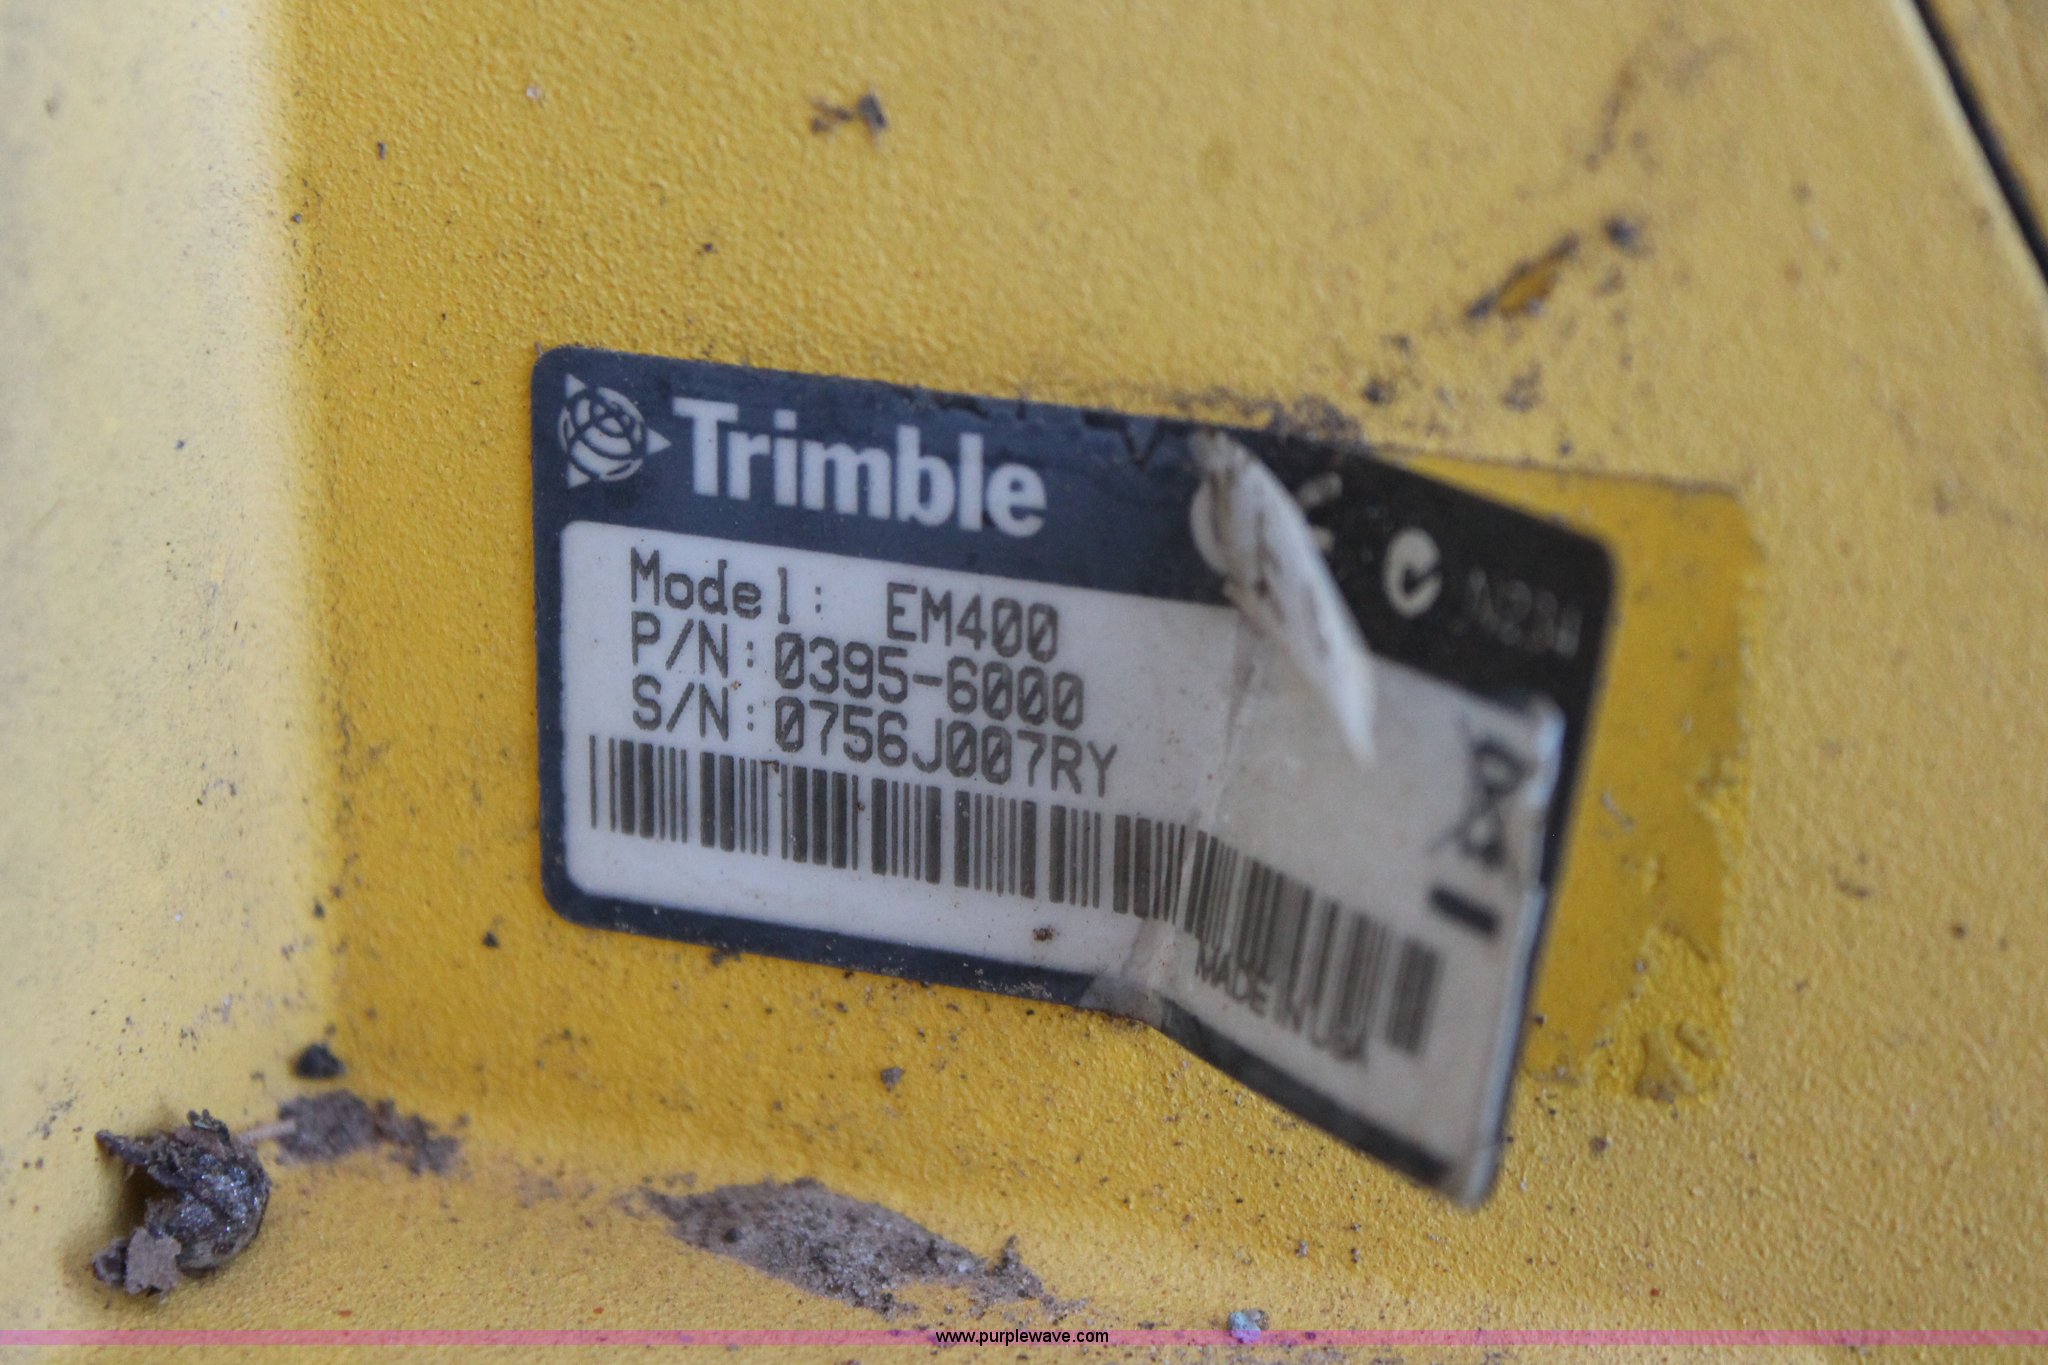 Trimble
Model: EM400
P/N: 0395-6000
S/N: 0756J007RY
MADE IN USA
www.purplewave.com